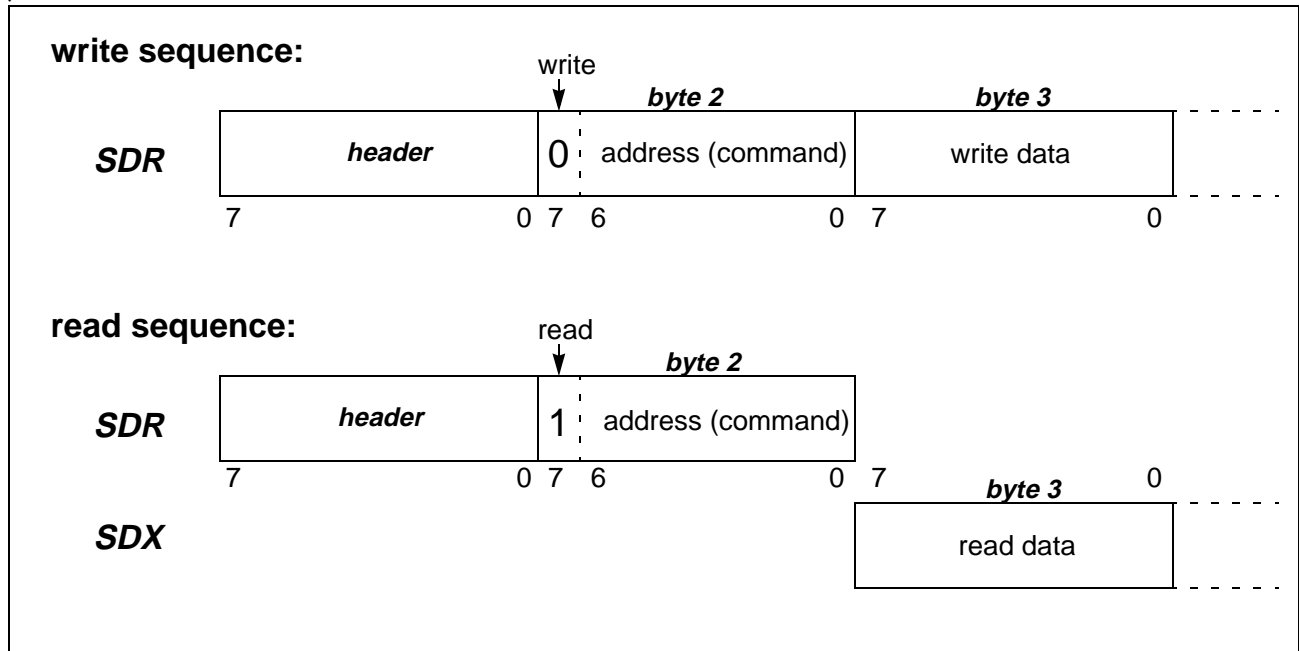 write sequence:
write
byte 2 byte 3
SDR header 0 address (command) write data
7 0 7 6 0 7 0
read sequence:
read
byte 2
SDR header 1 address (command)
7 0 7 6 0 7 0
byte 3
SDX read data